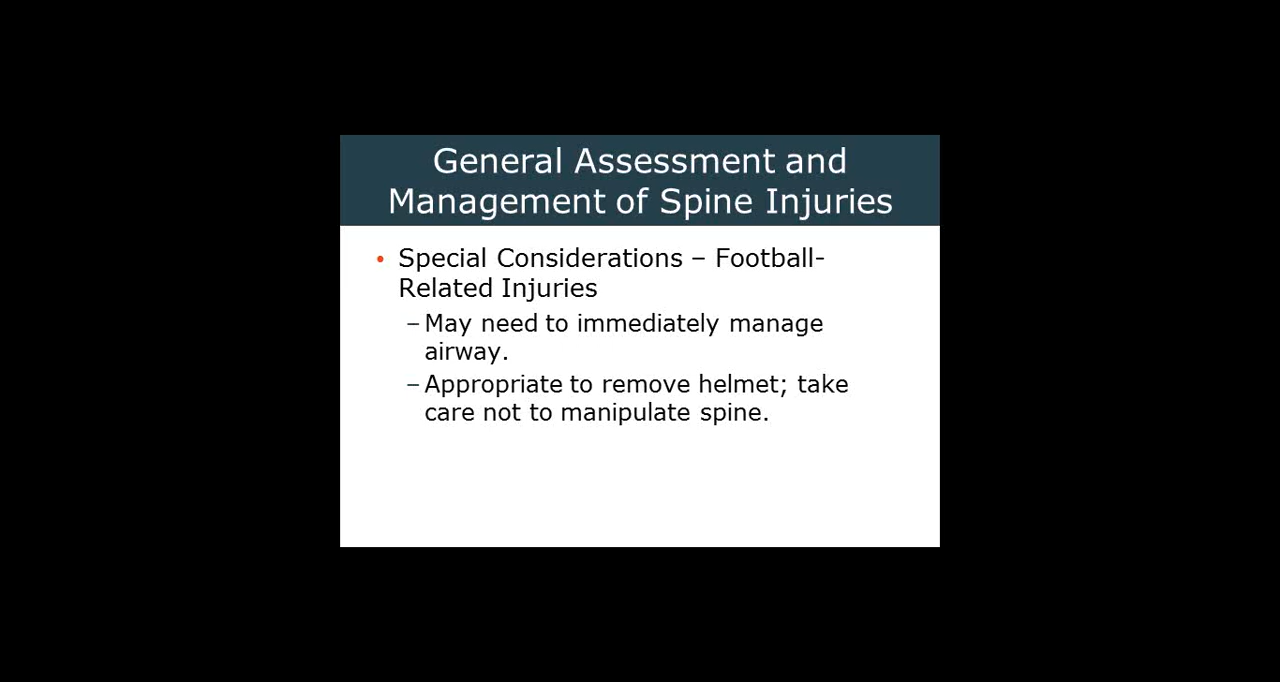 General Assessment and
Management of Spine Injuries
• Special Considerations – Football-
Related Injuries
– May need to immediately manage
airway.
– Appropriate to remove helmet; take
care not to manipulate spine.